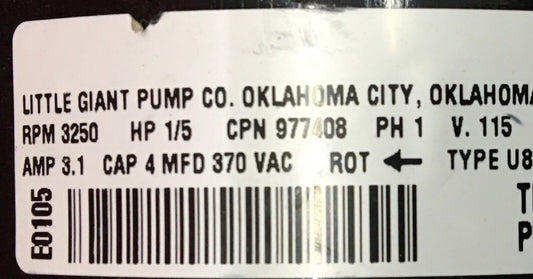 LITTLE GIANT PUMP CO. OKLAHOMA CITY, OKLAHOMA
RPM 3250 HP 1/5 CPN 977408 PH 1 V. 115
AMP 3.1 CAP 4 MFD 370 VAC ROT ← TYPE U8
E0105